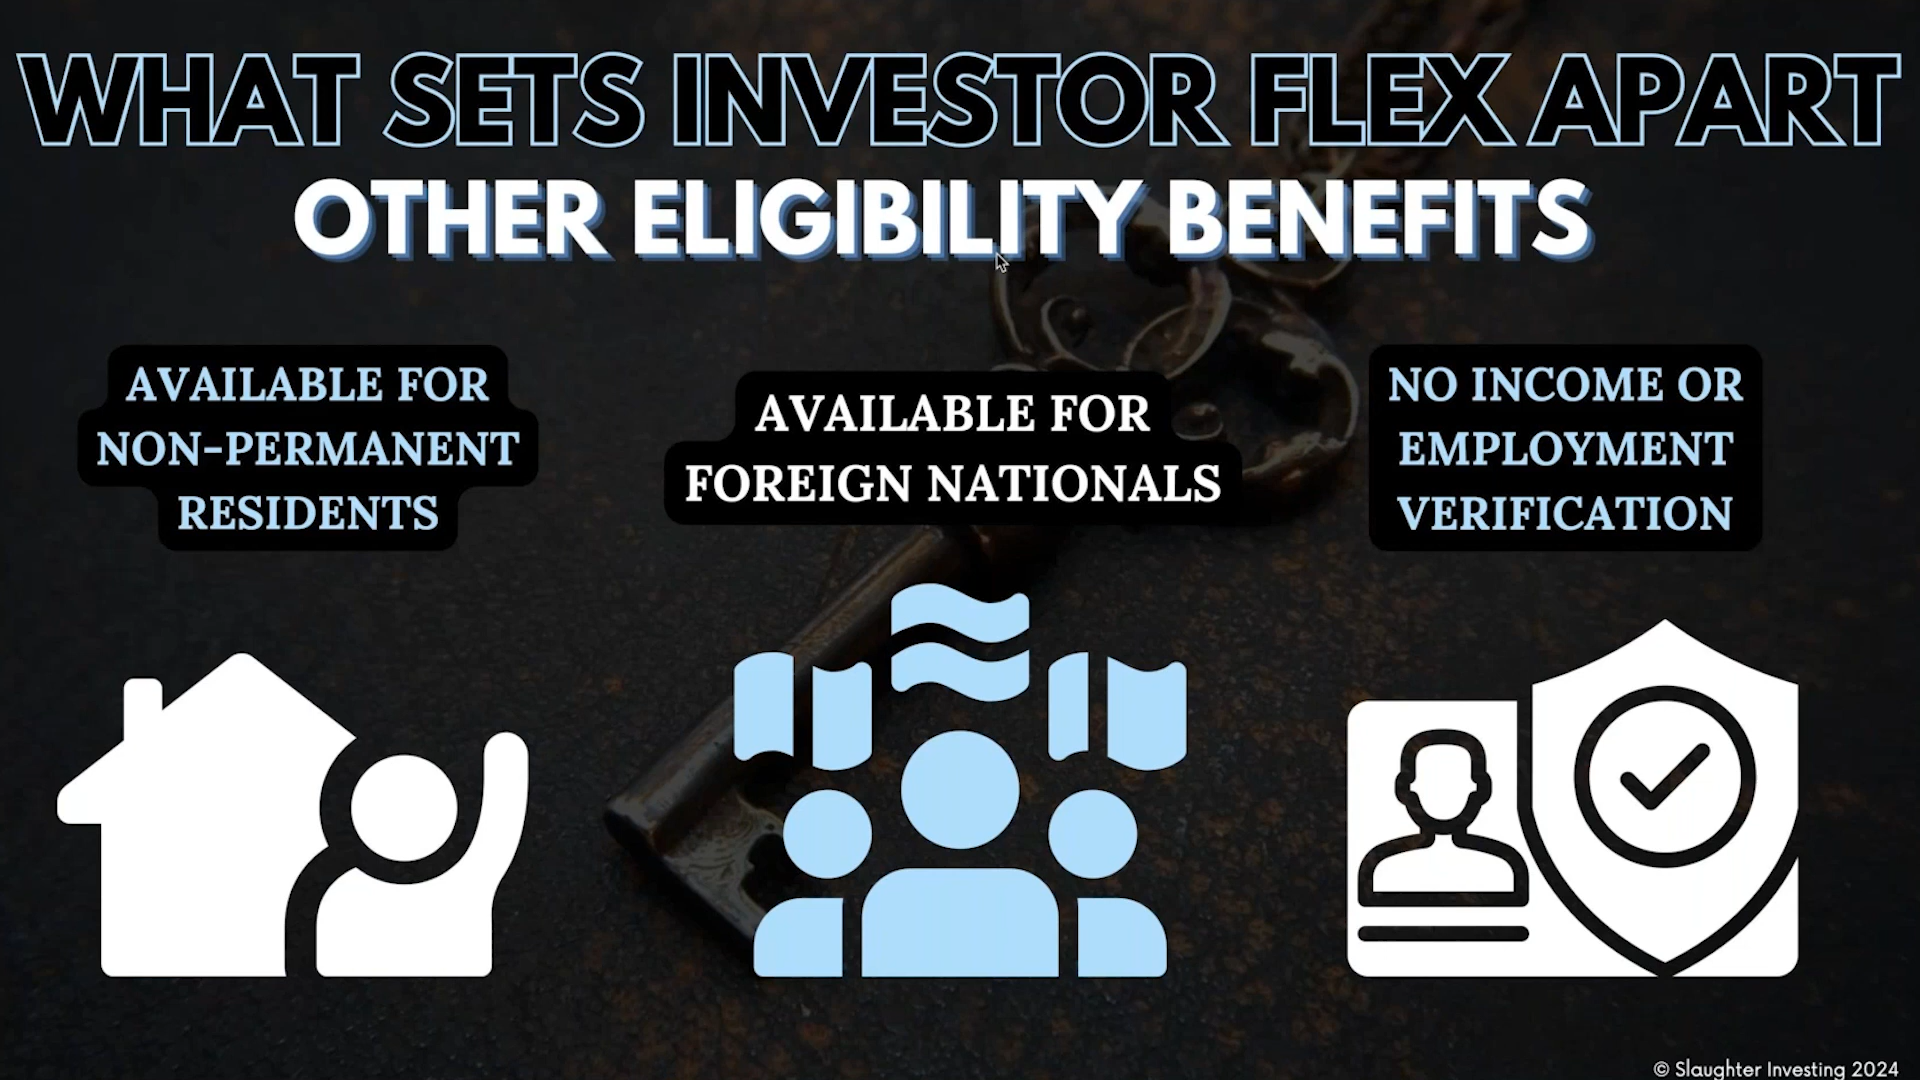 WHAT SETS INVESTOR FLEX APART
OTHER ELIGIBILITY BENEFITS
AVAILABLE FOR
NON-PERMANENT
RESIDENTS
AVAILABLE FOR
FOREIGN NATIONALS
NO INCOME OR
EMPLOYMENT
VERIFICATION
© Slaughter Investing 2024